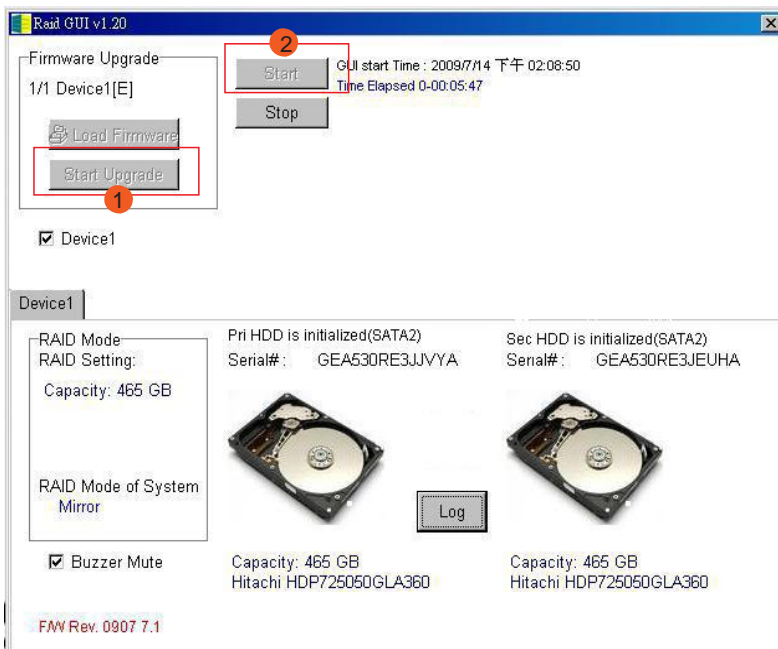 Raid GUI v1.20
Firmware Upgrade
1/1 Device1[E]
Load Firmware
Start Upgrade
1
Device1
2
Start
Stop
GUI start Time : 2009/7/14 下午 02:08:50
Time Elapsed 0-00:05:47
Device1
RAID Mode
RAID Setting:
Capacity: 465 GB
RAID Mode of System
Mirror
Buzzer Mute
F/W Rev. 0907 7.1
Pri HDD is initialized(SATA2)
Serial# : GEA530RE3JJVYA
Capacity: 465 GB
Hitachi HDP725050GLA360
Log
Sec HDD is initialized(SATA2)
Serial# : GEA530RE3JEUHA
Capacity: 465 GB
Hitachi HDP725050GLA360